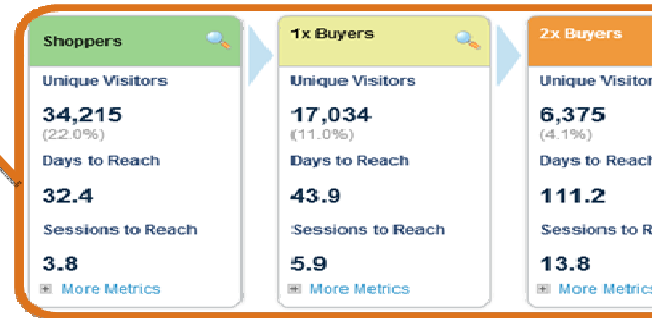 Shoppers
Unique Visitors
34,215
(22.0%)
Days to Reach
32.4
Sessions to Reach
3.8
More Metrics
1x Buyers
Unique Visitors
17,034
(11.0%)
Days to Reach
43.9
Sessions to Reach
5.9
More Metrics
2x Buyers
Unique Visitor
6,375
(4.1%)
Days to Reach
111.2
Sessions to R
13.8
More Metrics